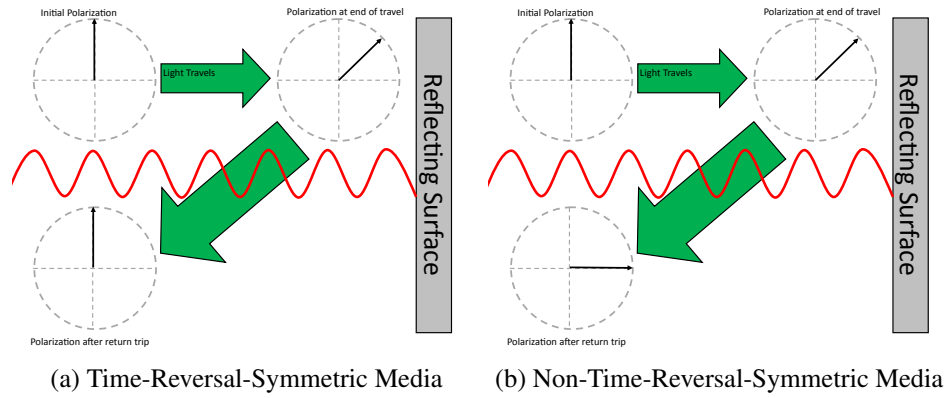 Initial Polarization
Polarization at end of travel
Light Travels
Reflecting Surface
Polarization after return trip
(a) Time-Reversal-Symmetric Media
Initial Polarization
Polarization at end of travel
Light Travels
Reflecting Surface
Polarization after return trip
(b) Non-Time-Reversal-Symmetric Media